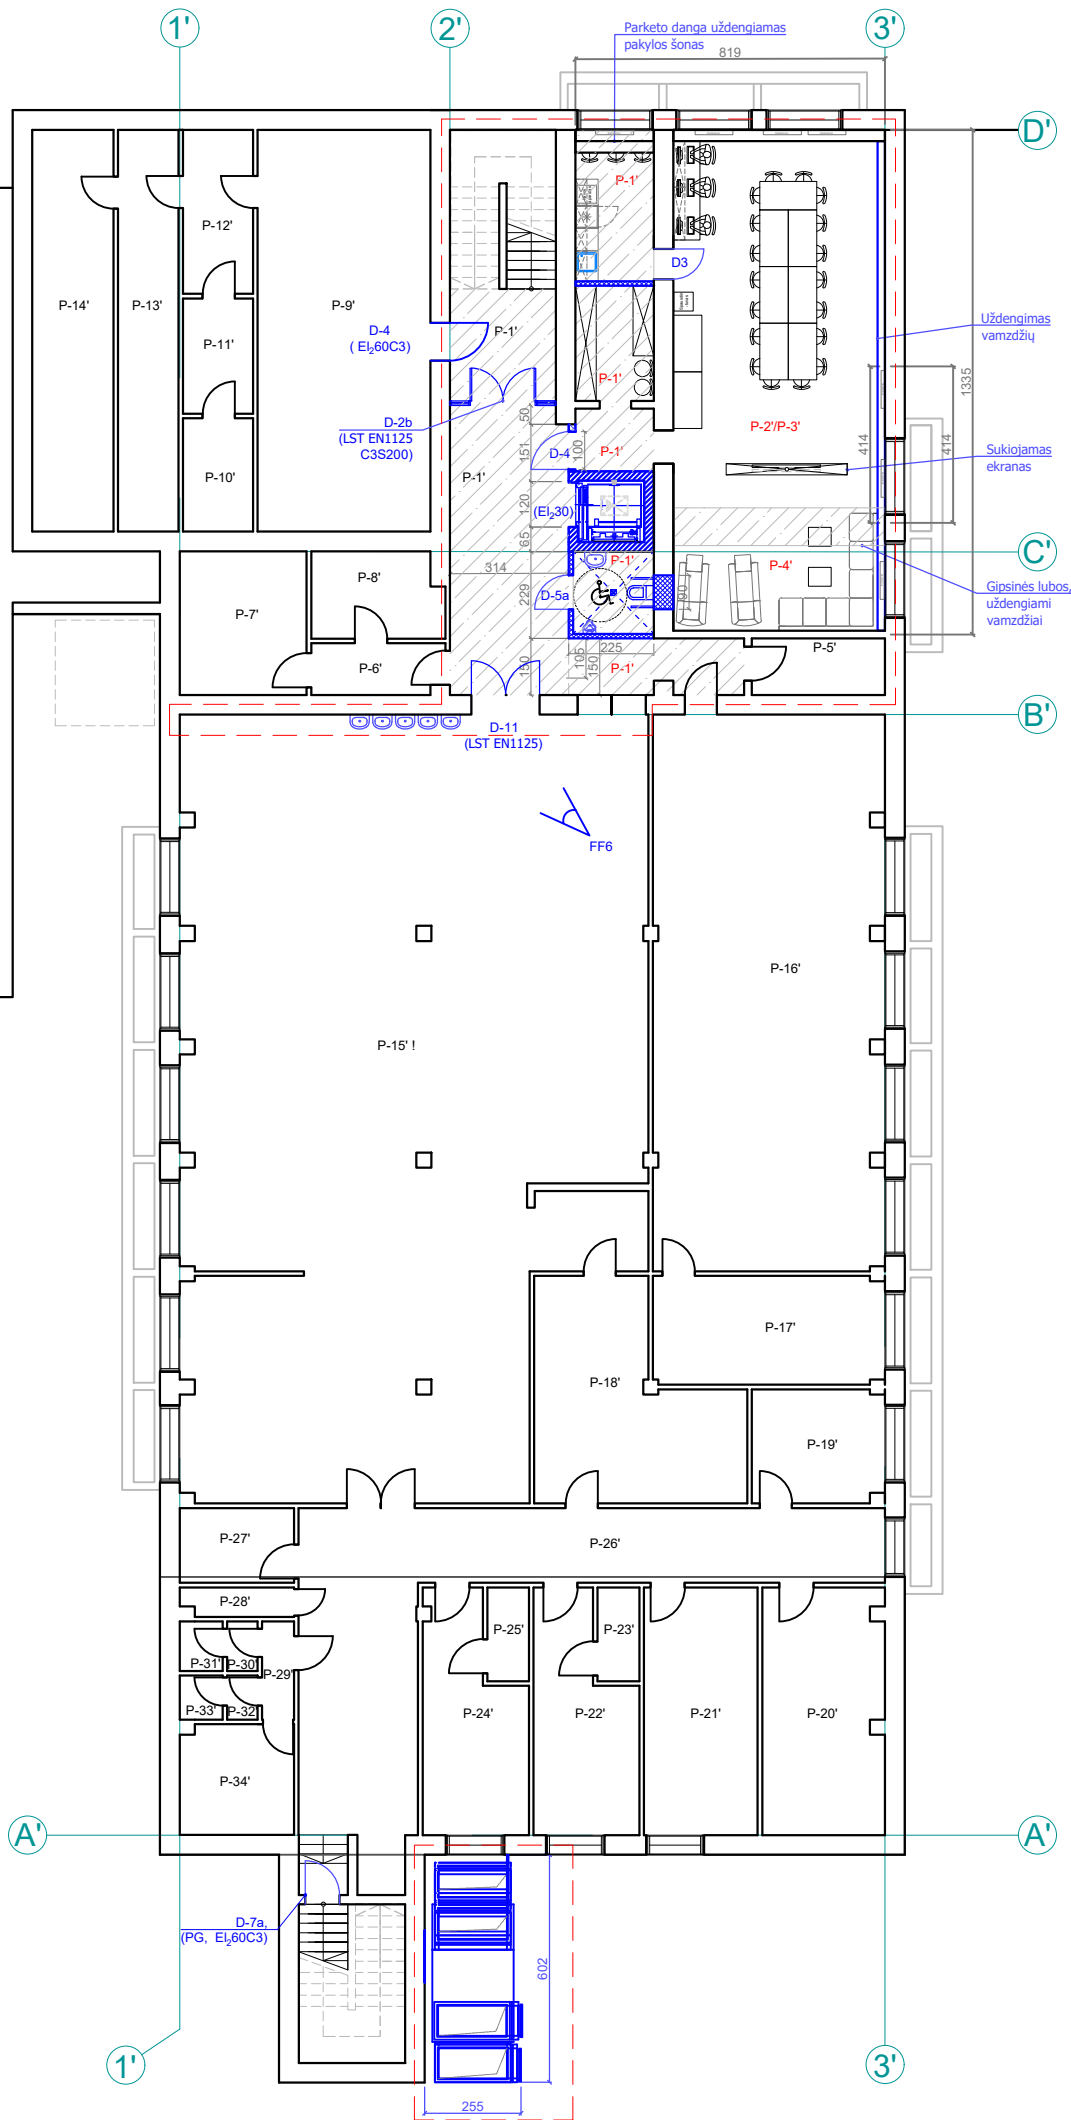 1'
2'
3'
Parketo danga uždengiamas
pakylos šonas
819
D'
P-1'
P-12'
D3
P-14'
P-13'
P-9'
P-11'
D-4
( EI₂60C3)
P-1'
Uždengimas
vamzdžių
1335
P-1'
D-2b
(LST EN1125
C3S200)
50
P-2'/P-3'
414
414
151
100
D-4
P-1'
Sukiojamas
ekranas
P-10'
P-1'
120
(EI₂30)
65
C'
P-8'
314
P-1'
P-4'
Gipsinės lubos,
uždengiami
vamzdžiai
229
D-5a
90
P-7'
P-6'
225
P-5'
150
105
150
P-1'
B'
D-11
(LST EN1125)
FF6
P-16'
P-15' !
P-17'
P-18'
P-19'
P-27'
P-26'
P-28'
P-25'
P-23'
P-31'
P-30'
P-29'
P-33'
P-32'
P-24'
P-22'
P-21'
P-20'
P-34'
A'
A'
D-7a,
(PG, EI₂60C3)
602
1'
3'
255